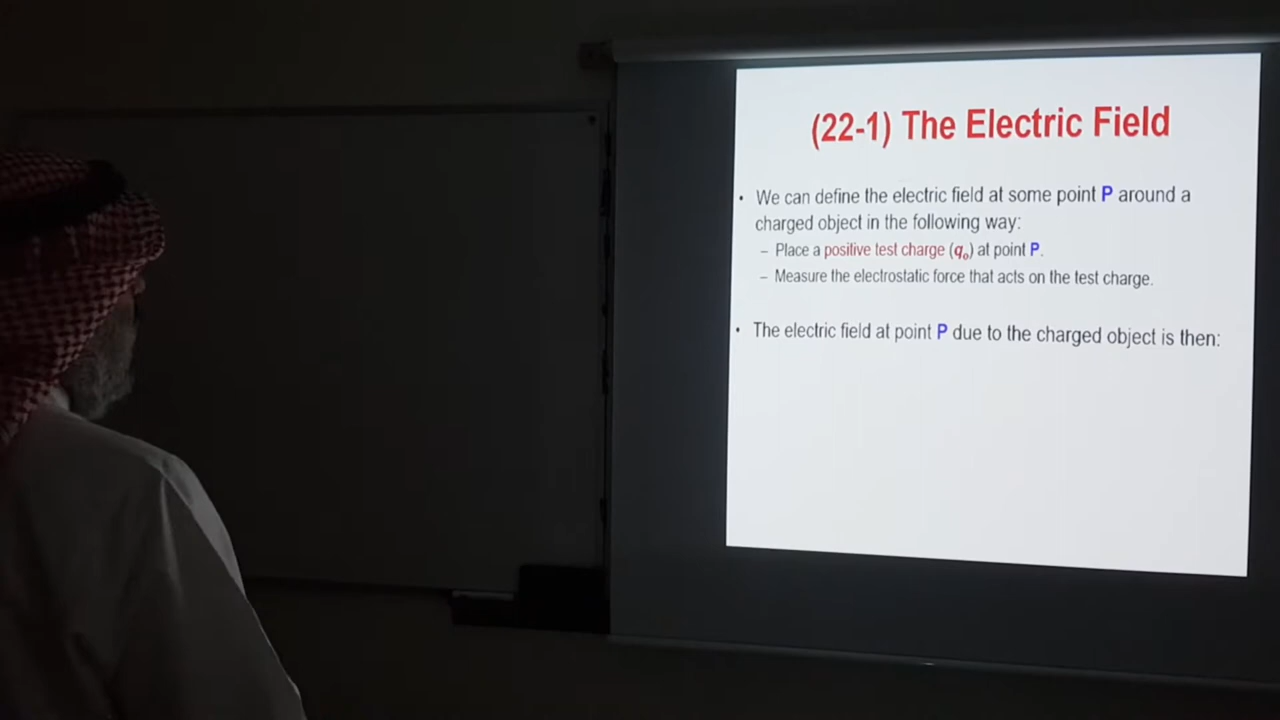 (22-1) The Electric Field
• We can define the electric field at some point P around a
charged object in the following way:
– Place a positive test charge (qₒ) at point P.
– Measure the electrostatic force that acts on the test charge.
• The electric field at point P due to the charged object is then: